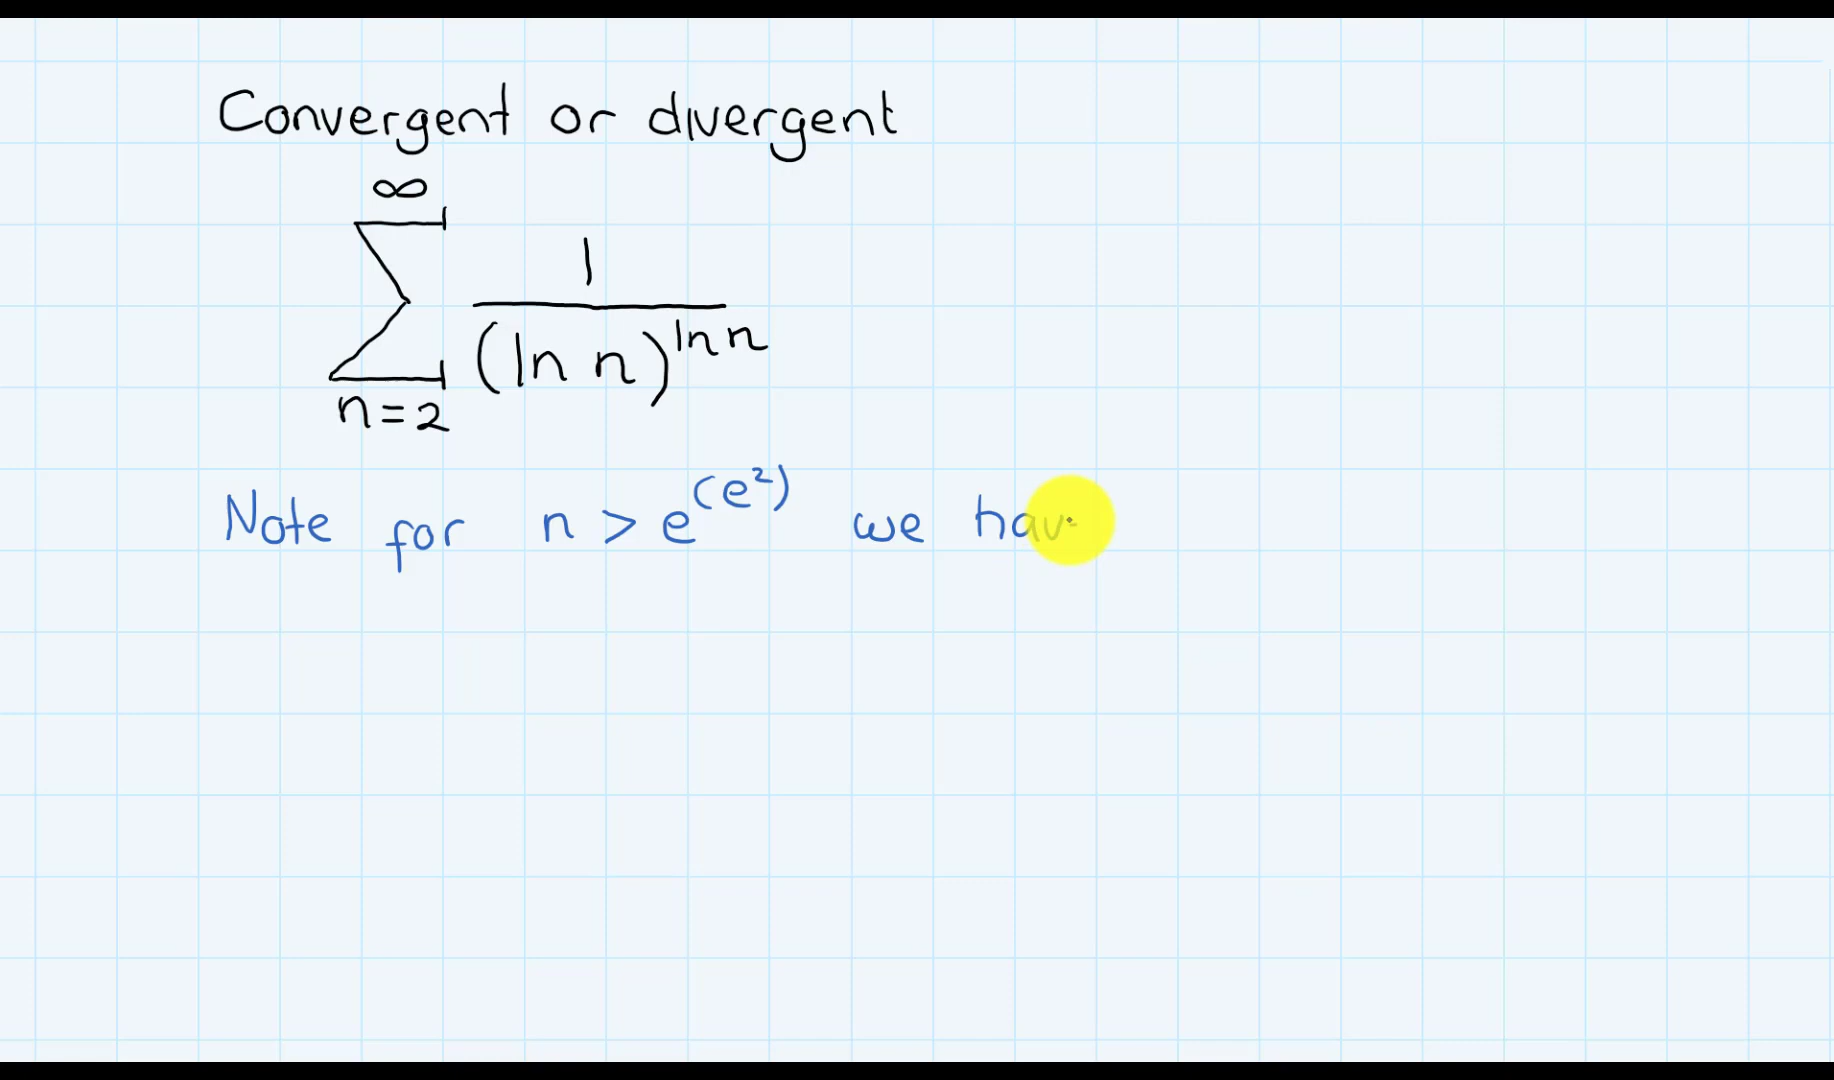 Convergent or divergent
∞
∑ 1 / (ln n)^ln n
n=2
Note for n > e^(e²) we hav